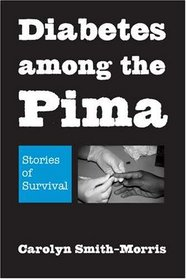 Diabetes
among the
Pima
Stories of
Survival
Carolyn Smith-Morris